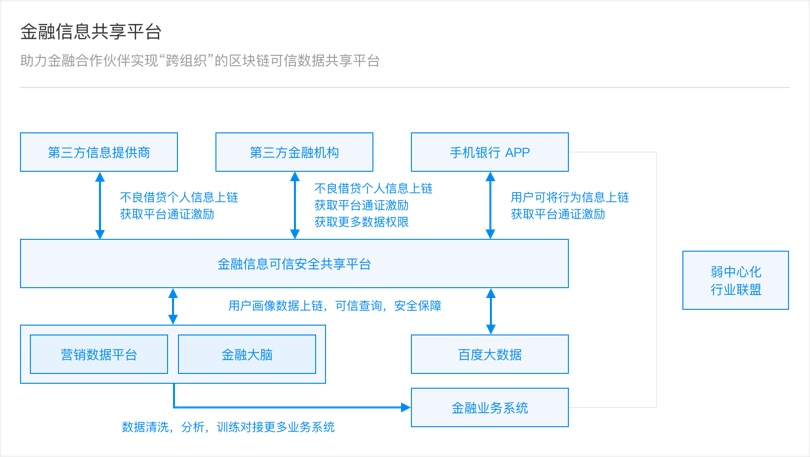 金融信息共享平台
助力金融合作伙伴实现“跨组织”的区块链可信数据共享平台
第三方信息提供商
第三方金融机构
手机银行 APP
不良借贷个人信息上链
获取平台通证激励
不良借贷个人信息上链
获取平台通证激励
获取更多数据权限
用户可将行为信息上链
获取平台通证激励
金融信息可信安全共享平台
弱中心化
行业联盟
用户画像数据上链，可信查询，安全保障
营销数据平台
金融大脑
百度大数据
金融业务系统
数据清洗，分析，训练对接更多业务系统